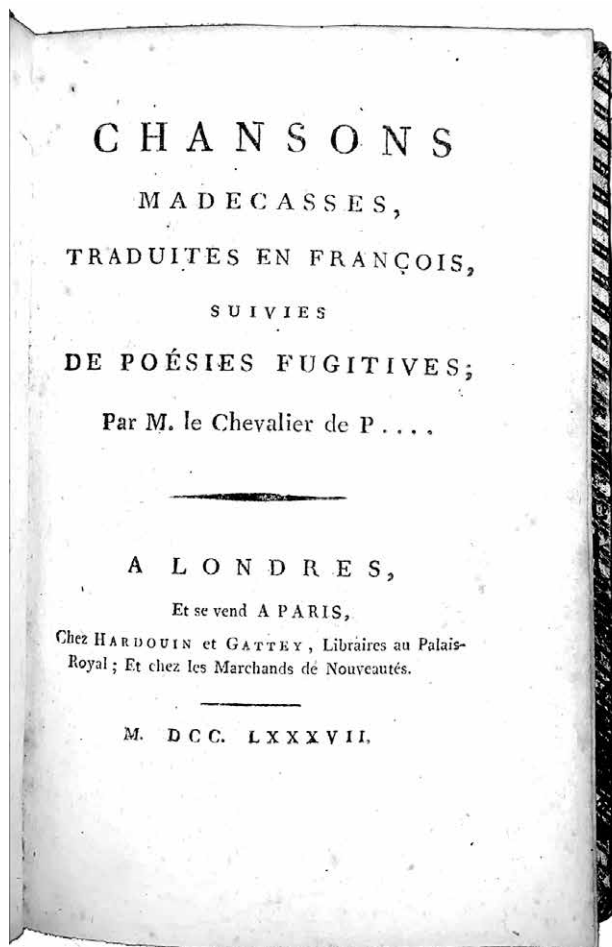 CHANSONS
MADECASSES,
TRADUITES EN FRANÇOIS,
SUIVIES
DE POÉSIES FUGITIVES;
Par M. le Chevalier de P....
A LONDRES,
Et se vend A PARIS,
Chez HARDOUIN et GATTEY, Libraires au Palais-
Royal; Et chez les Marchands de Nouveautés.
M. DCC. LXXXVII.